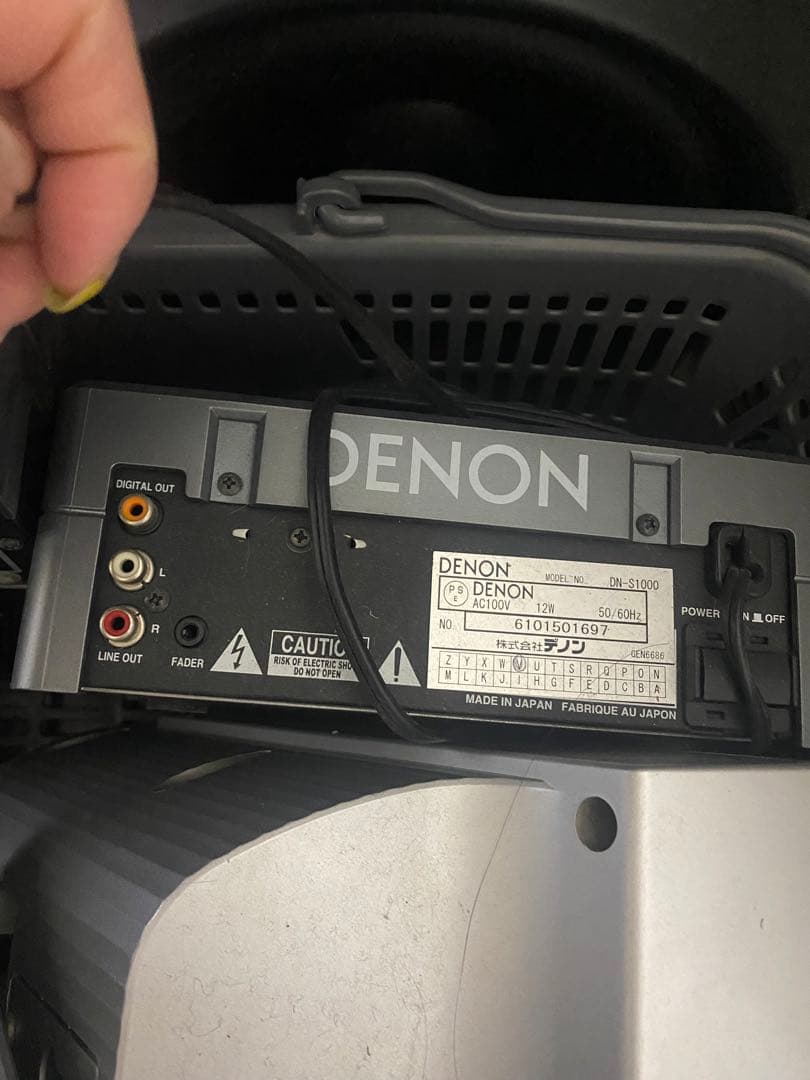 DENON
DIGITAL OUT
L
R
LINE OUT
FADER
CAUTIO
RISK OF ELECTRIC SHO
DO NOT OPEN
DENON MODEL NO. DN-S1000
PS
E
DENON
AC100V 12W 50/60Hz
NO. 6101501697
株式会社デノン GEN6686
Z Y X W V U T S R Q P O N
M L K J I H G F E D C B A
MADE IN JAPAN FABRIQUE AU JAPON
POWER N OFF